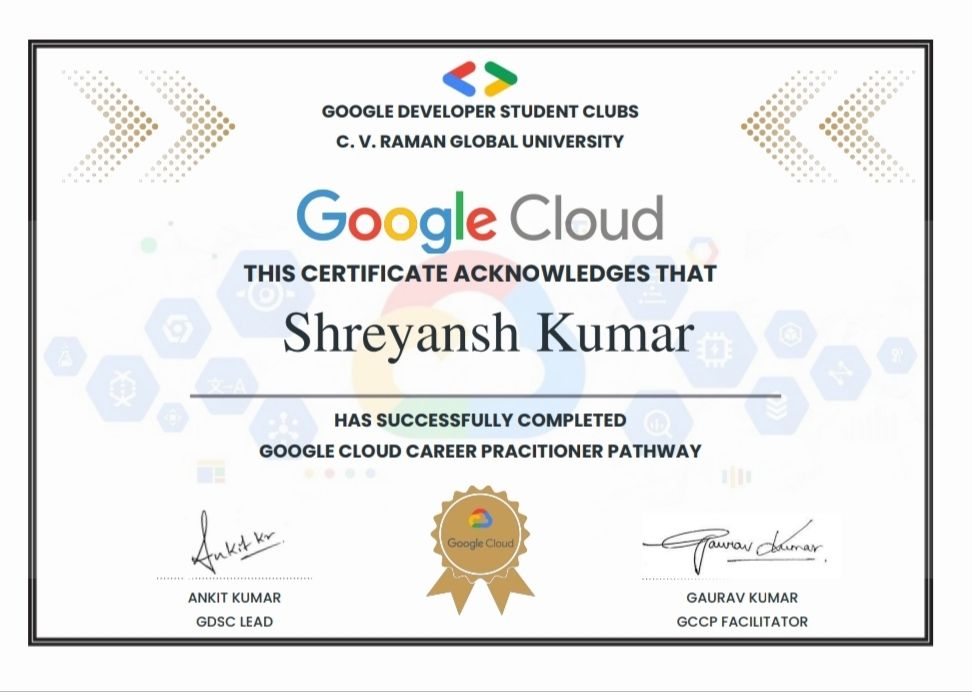 GOOGLE DEVELOPER STUDENT CLUBS
C. V. RAMAN GLOBAL UNIVERSITY
Google Cloud
THIS CERTIFICATE ACKNOWLEDGES THAT
Shreyansh Kumar
文-A
HAS SUCCESSFULLY COMPLETED
GOOGLE CLOUD CAREER PRACITIONER PATHWAY
Google Cloud
Ankit Kr.
Gaurav Kumar.
ANKIT KUMAR
GDSC LEAD
GAURAV KUMAR
GCCP FACILITATOR